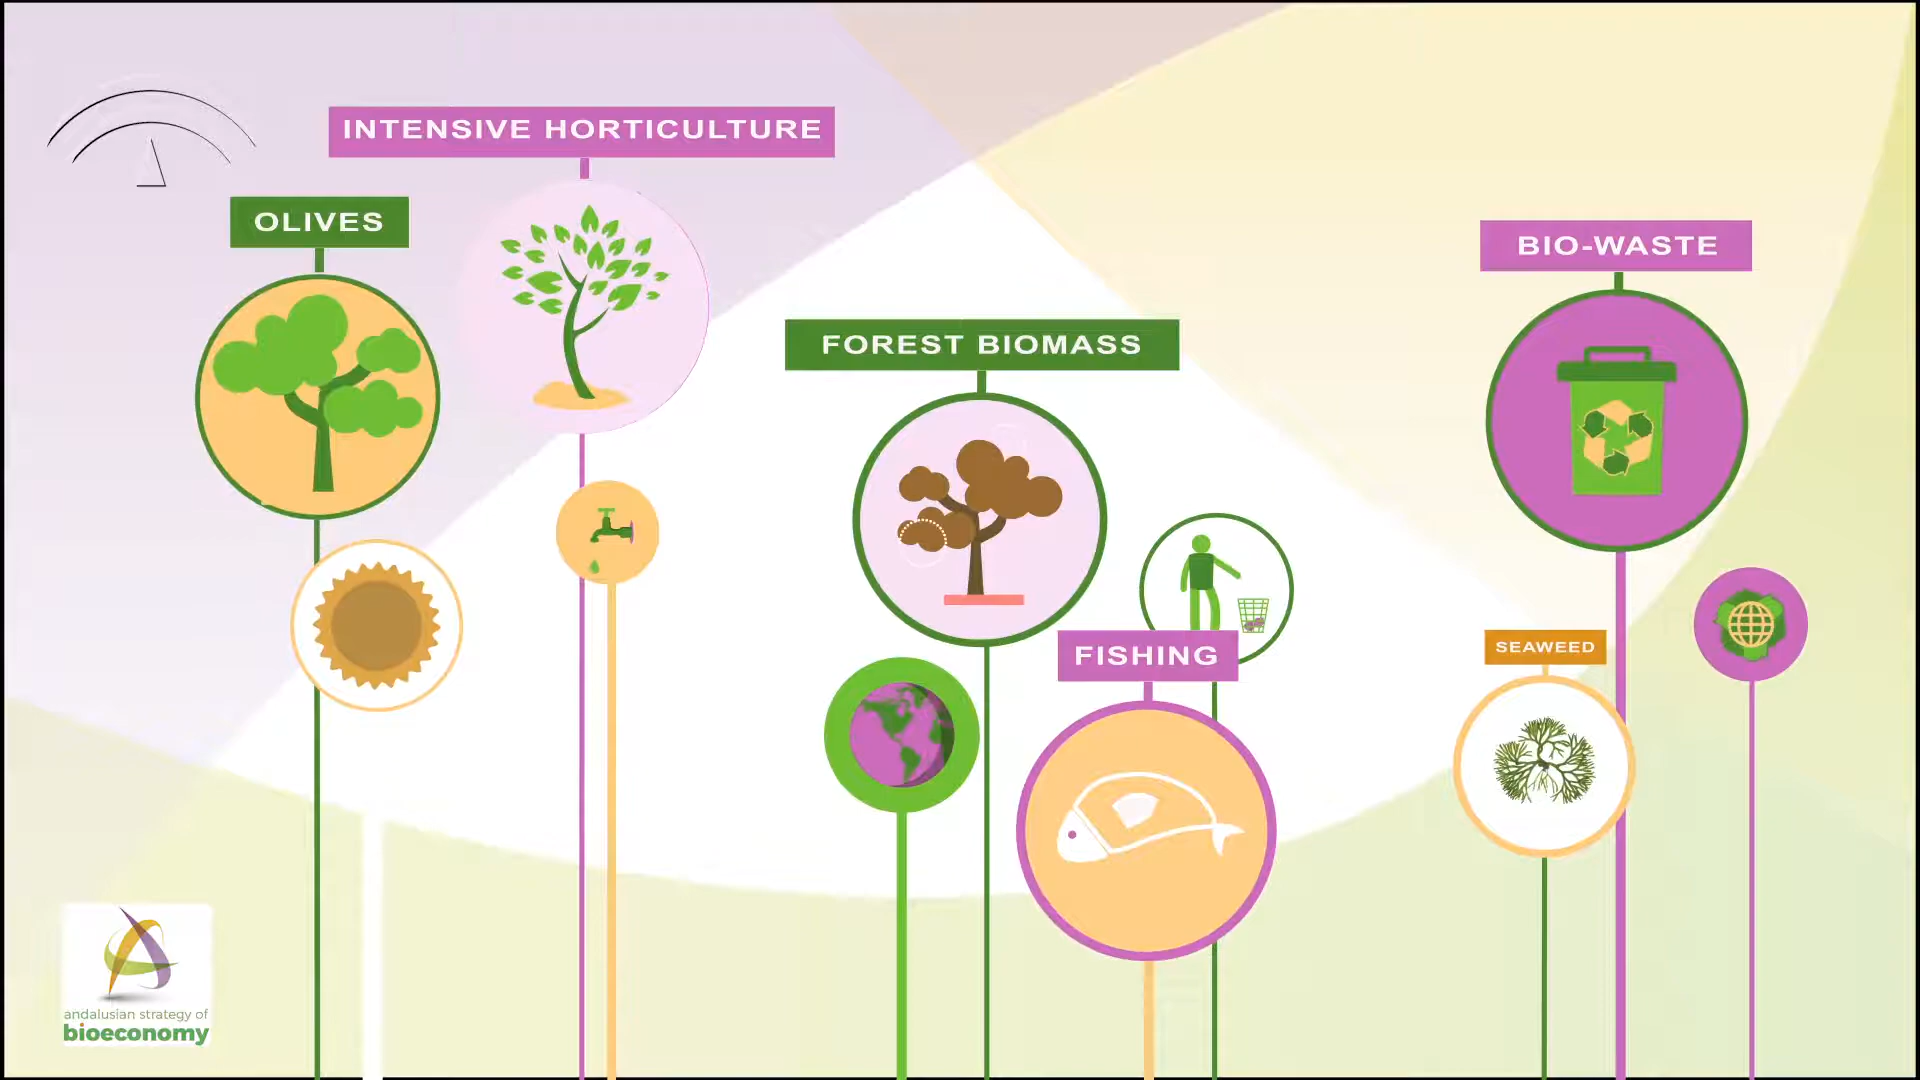 INTENSIVE HORTICULTURE
OLIVES
BIO-WASTE
FOREST BIOMASS
FISHING
SEAWEED
andalusian strategy of
bioeconomy